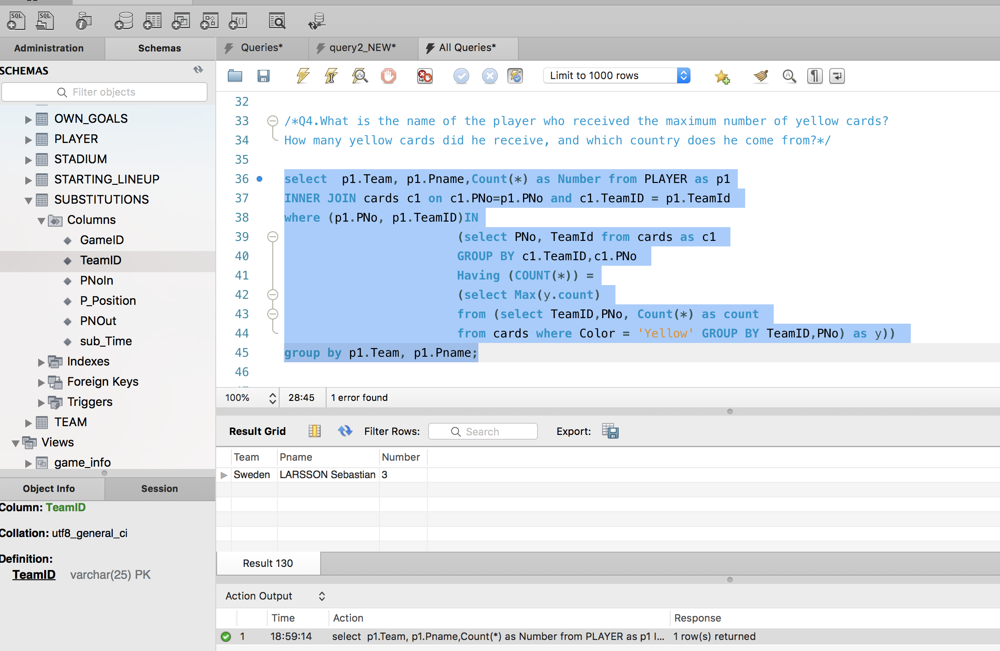 Administration
Schemas
Queries*
query2_NEW*
All Queries*
SCHEMAS
Filter objects
OWN_GOALS
PLAYER
STADIUM
STARTING_LINEUP
SUBSTITUTIONS
Columns
GameID
TeamID
PNoIn
P_Position
PNOut
sub_Time
Indexes
Foreign Keys
Triggers
TEAM
Views
game_info
Object Info
Session
Column: TeamID
Collation: utf8_general_ci
Definition:
TeamID varchar(25) PK
Limit to 1000 rows
32
33 /*Q4.What is the name of the player who received the maximum number of yellow cards?
34 How many yellow cards did he receive, and which country does he come from?*/
35
36 select  p1.Team, p1.Pname,Count(*) as Number from PLAYER as p1
37 INNER JOIN cards c1 on c1.PNo=p1.PNo and c1.TeamID = p1.TeamId
38 where (p1.PNo, p1.TeamID)IN
39 (select PNo, TeamId from cards as c1
40 GROUP BY c1.TeamID,c1.PNo
41 Having (COUNT(*)) =
42 (select Max(y.count)
43 from (select TeamID,PNo, Count(*) as count
44 from cards where Color = 'Yellow' GROUP BY TeamID,PNo) as y))
45 group by p1.Team, p1.Pname;
46
100% 28:45 1 error found
Result Grid Filter Rows: Search Export:
Team Pname Number
Sweden LARSSON Sebastian 3
Result 130
Action Output
Time Action Response
1 18:59:14 select  p1.Team, p1.Pname,Count(*) as Number from PLAYER as p1 I... 1 row(s) returned